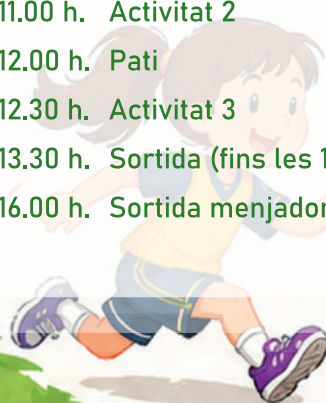 11.00 h. Activitat 2
12.00 h. Pati
12.30 h. Activitat 3
13.30 h. Sortida (fins les 1
16.00 h. Sortida menjador